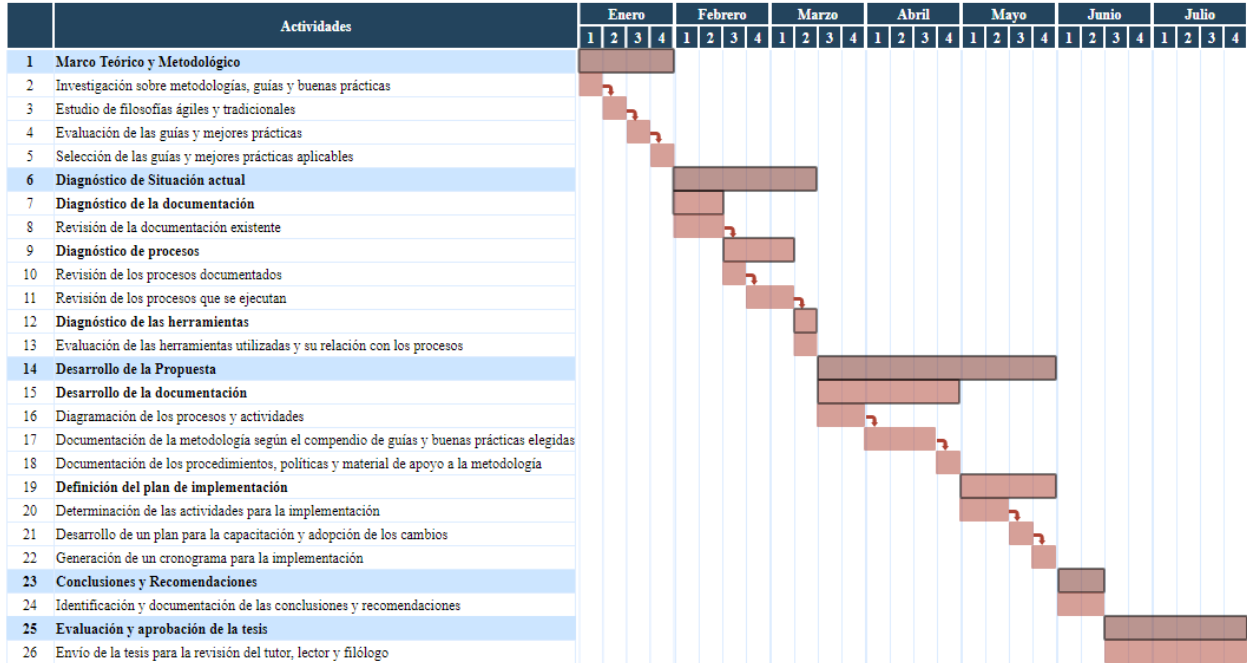 Actividades
Enero Febrero Marzo Abril Mayo Junio Julio
1 2 3 4 1 2 3 4 1 2 3 4 1 2 3 4 1 2 3 4 1 2 3 4 1 2 3 4
1 Marco Teórico y Metodológico
2 Investigación sobre metodologías, guías y buenas prácticas
3 Estudio de filosofías ágiles y tradicionales
4 Evaluación de las guías y mejores prácticas
5 Selección de las guías y mejores prácticas aplicables
6 Diagnóstico de Situación actual
7 Diagnóstico de la documentación
8 Revisión de la documentación existente
9 Diagnóstico de procesos
10 Revisión de los procesos documentados
11 Revisión de los procesos que se ejecutan
12 Diagnóstico de las herramientas
13 Evaluación de las herramientas utilizadas y su relación con los procesos
14 Desarrollo de la Propuesta
15 Desarrollo de la documentación
16 Diagramación de los procesos y actividades
17 Documentación de la metodología según el compendio de guías y buenas prácticas elegidas
18 Documentación de los procedimientos, políticas y material de apoyo a la metodología
19 Definición del plan de implementación
20 Determinación de las actividades para la implementación
21 Desarrollo de un plan para la capacitación y adopción de los cambios
22 Generación de un cronograma para la implementación
23 Conclusiones y Recomendaciones
24 Identificación y documentación de las conclusiones y recomendaciones
25 Evaluación y aprobación de la tesis
26 Envío de la tesis para la revisión del tutor, lector y filólogo